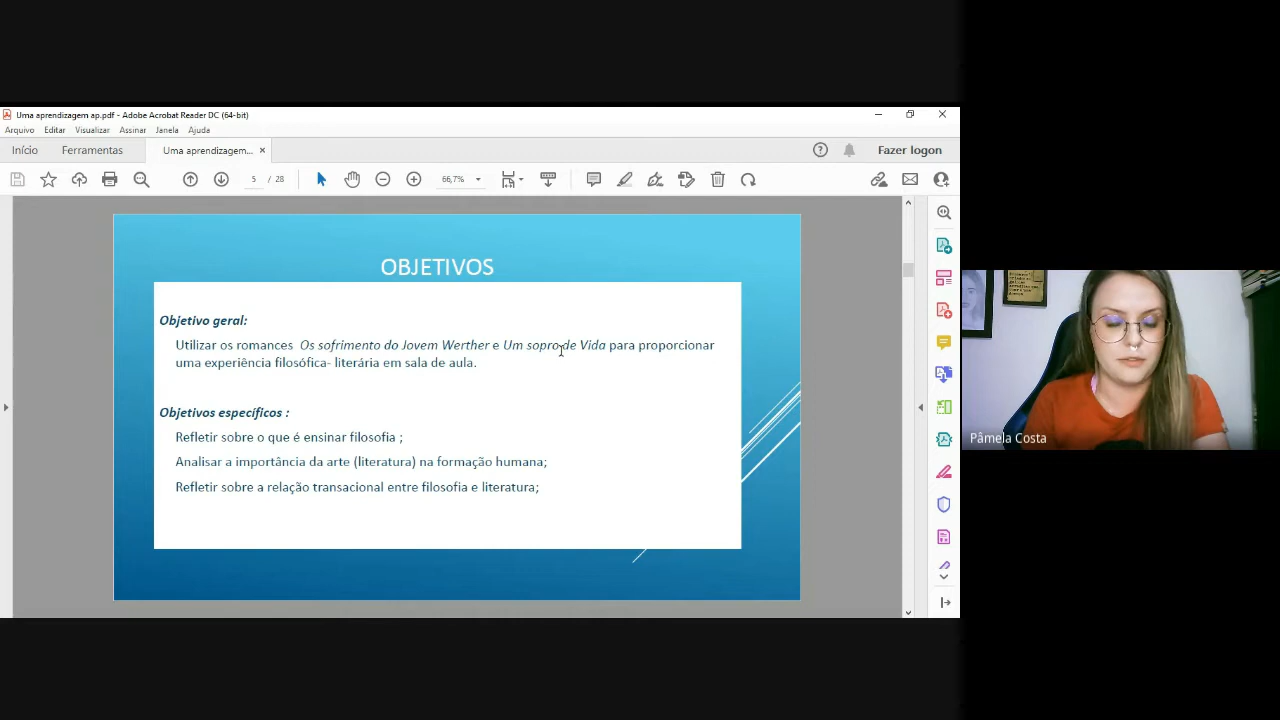 Uma aprendizagem ap.pdf - Adobe Acrobat Reader DC (64-bit)
Arquivo Editar Visualizar Assinar Janela Ajuda
Início Ferramentas Uma aprendizagem... Fazer logon
5 / 28 66,7%
OBJETIVOS
Objetivo geral:
Utilizar os romances Os sofrimento do Jovem Werther e Um sopro de Vida para proporcionar
uma experiência filosófica- literária em sala de aula.
Objetivos específicos :
Refletir sobre o que é ensinar filosofia ;
Analisar a importância da arte (literatura) na formação humana;
Refletir sobre a relação transacional entre filosofia e literatura;
Pâmela Costa